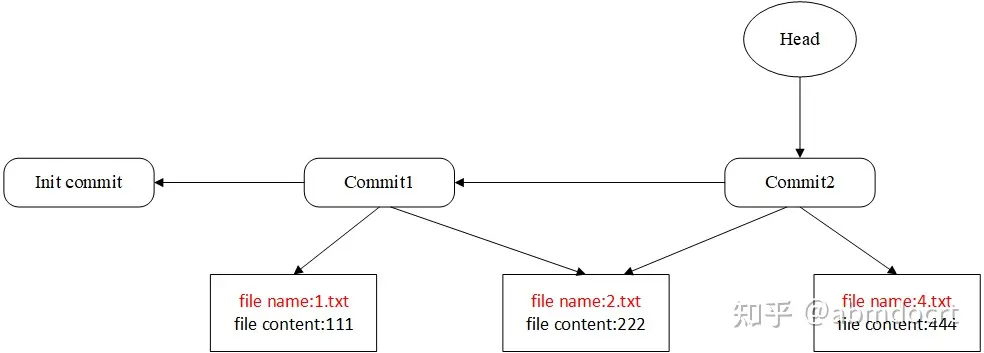 Head
Init commit
Commit1
Commit2
file name:1.txt
file content:111
file name:2.txt
file content:222
file name:4.txt
file content:444
知乎 @abmdocrt